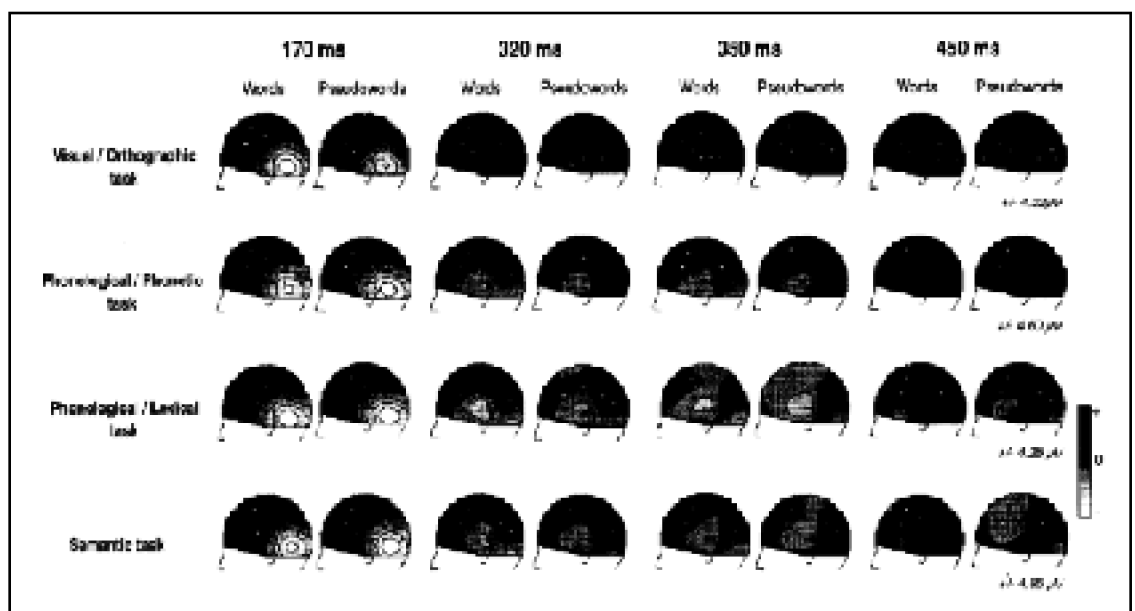 170 ms 320 ms 350 ms 450 ms
Words Pseudowords Words Pseudowords Words Pseudowords Words Pseudowords
Visual / Orthographic
task
Phonological / Phonetic
task
Phonological / Lexical
task
+
0
-
Semantic task